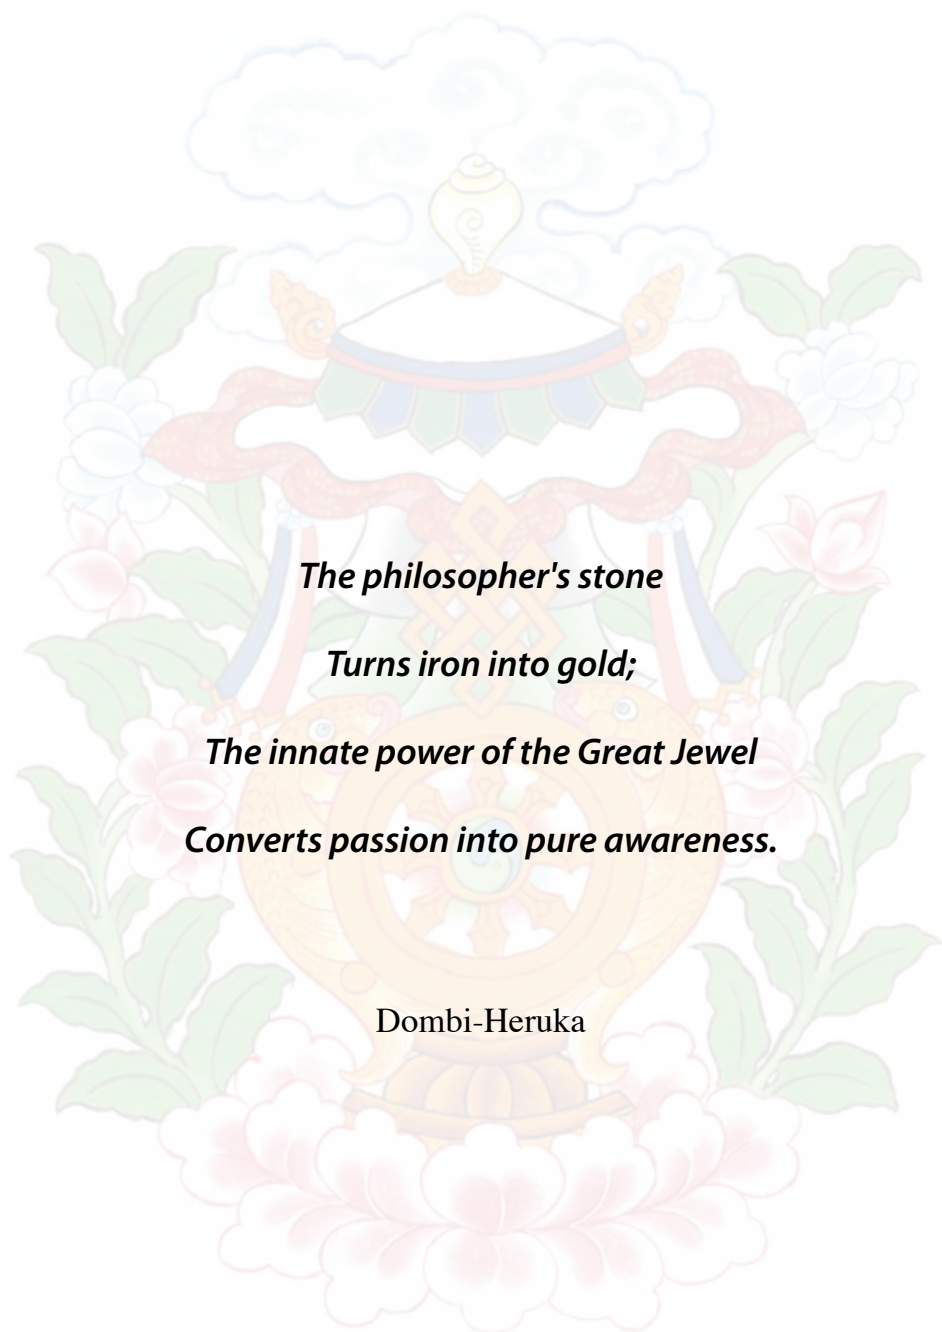 The philosopher's stone
Turns iron into gold;
The innate power of the Great Jewel
Converts passion into pure awareness.
Dombi-Heruka